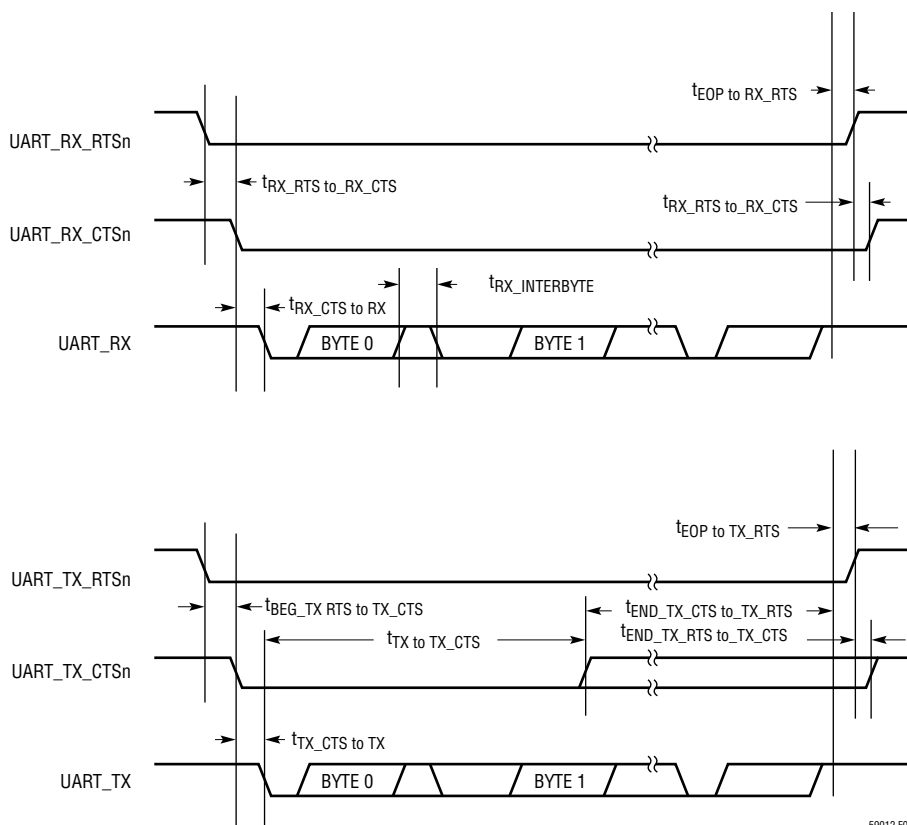 tEOP to RX_RTS
UART_RX_RTSn
tRX_RTS to_RX_CTS
tRX_RTS to_RX_CTS
UART_RX_CTSn
tRX_INTERBYTE
tRX_CTS to RX
UART_RX
BYTE 0
BYTE 1
tEOP to TX_RTS
UART_TX_RTSn
tBEG_TX RTS to TX_CTS
tEND_TX_CTS to_TX_RTS
tTX to TX_CTS
tEND_TX_RTS to_TX_CTS
UART_TX_CTSn
tTX_CTS to TX
UART_TX
BYTE 0
BYTE 1